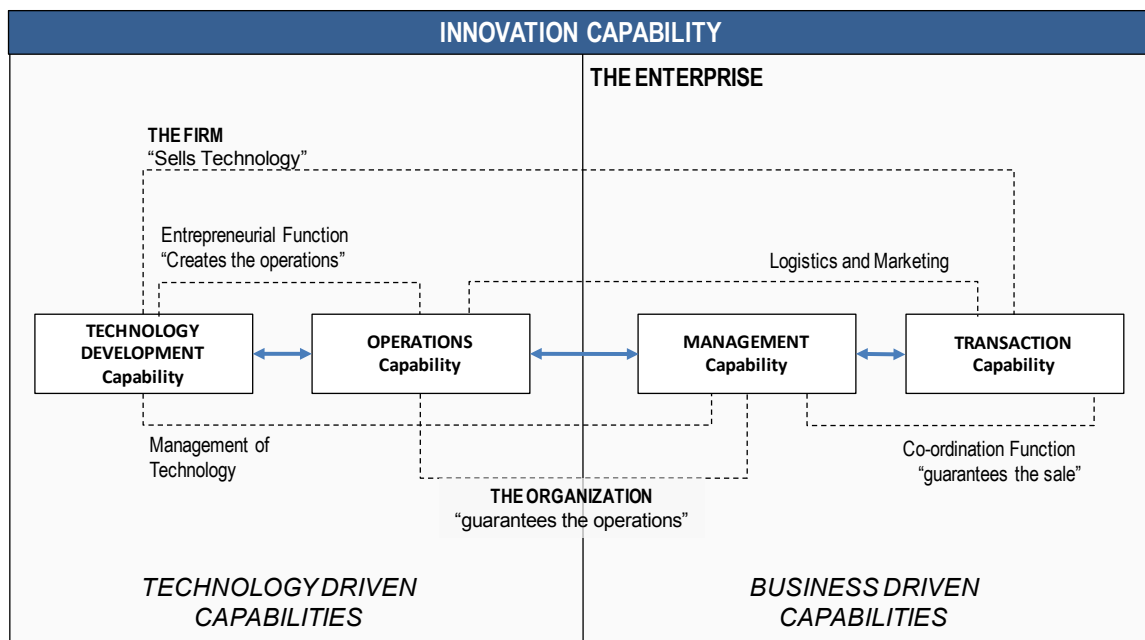 INNOVATION CAPABILITY
THE ENTERPRISE
THE FIRM
“Sells Technology”
Entrepreneurial Function
“Creates the operations”
Logistics and Marketing
TECHNOLOGY
DEVELOPMENT
Capability
OPERATIONS
Capability
MANAGEMENT
Capability
TRANSACTION
Capability
Management of
Technology
Co-ordination Function
“guarantees the sale”
THE ORGANIZATION
“guarantees the operations”
TECHNOLOGY DRIVEN
CAPABILITIES
BUSINESS DRIVEN
CAPABILITIES